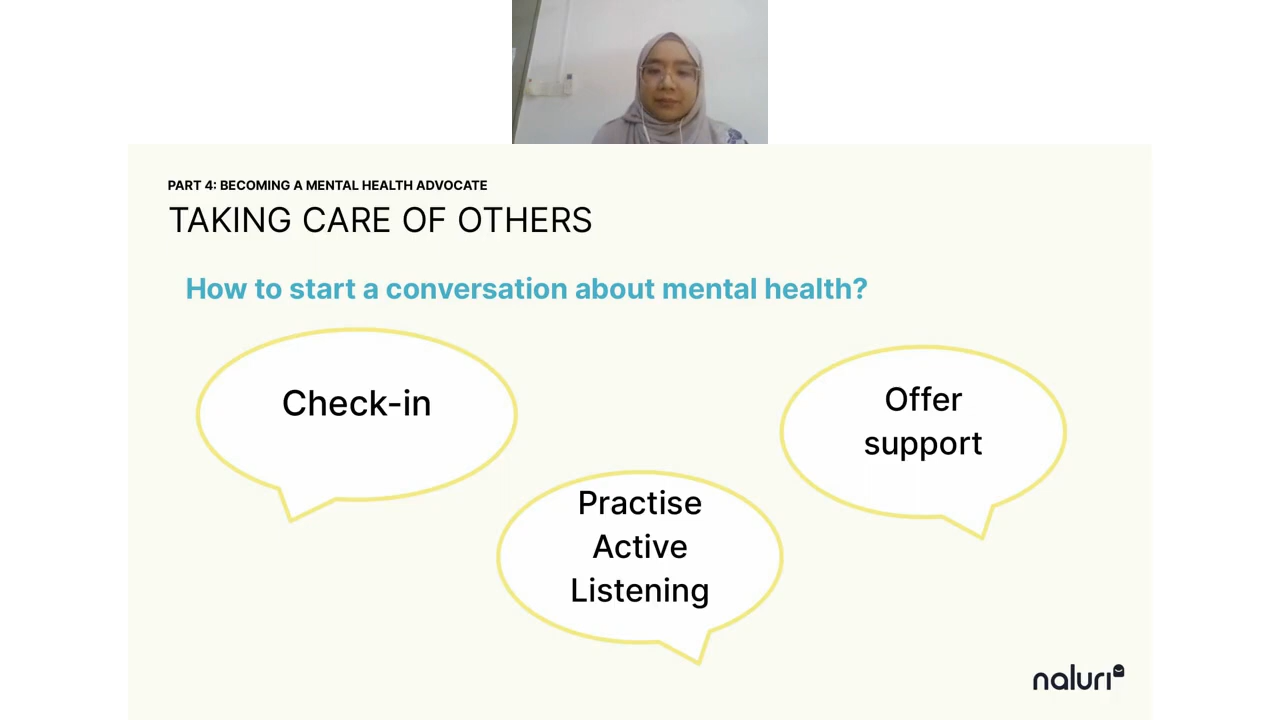 PART 4: BECOMING A MENTAL HEALTH ADVOCATE
TAKING CARE OF OTHERS
How to start a conversation about mental health?
Check-in
Offer
support
Practise
Active
Listening
naluri